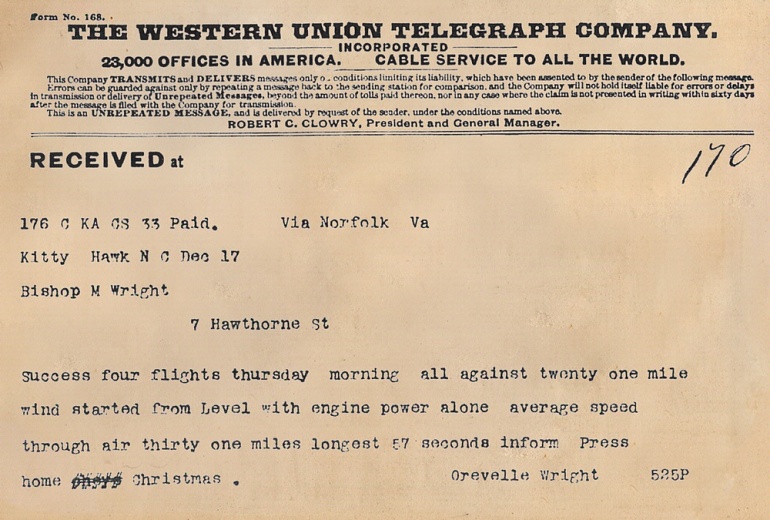 Form No. 168.
THE WESTERN UNION TELEGRAPH COMPANY.
INCORPORATED
23,000 OFFICES IN AMERICA. CABLE SERVICE TO ALL THE WORLD.
This Company TRANSMITS and DELIVERS messages only on conditions limiting its liability, which have been assented to by the sender of the following message.
Errors can be guarded against only by repeating a message back to the sending station for comparison, and the Company will not hold itself liable for errors or delays
in transmission or delivery of Unrepeated Messages, beyond the amount of tolls paid thereon, nor in any case where the claim is not presented in writing within sixty days
after the message is filed with the Company for transmission.
This is an UNREPEATED MESSAGE, and is delivered by request of the sender, under the conditions named above.
ROBERT C. CLOWRY, President and General Manager.
RECEIVED at
170
176 C KA CS 33 Paid. Via Norfolk Va
Kitty Hawk N C Dec 17
Bishop M Wright
7 Hawthorne St
Success four flights thursday morning all against twenty one mile
wind started from Level with engine power alone average speed
through air thirty one miles longest 57 seconds inform Press
home Christmas .
Orevelle Wright 525P